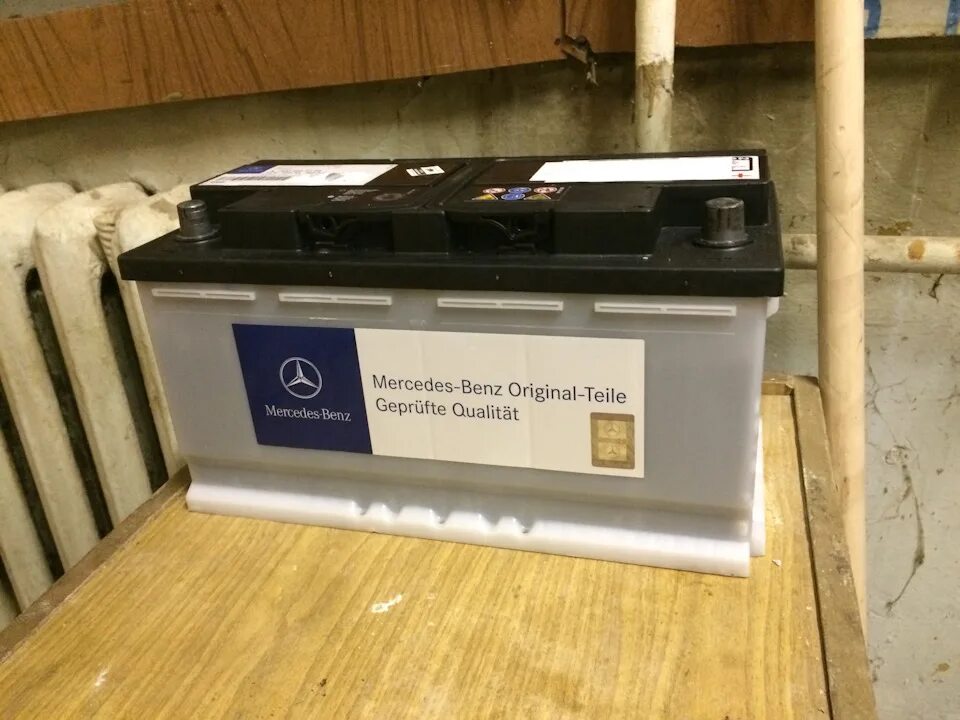 Mercedes-Benz
Mercedes-Benz Original-Teile
Geprüfte Qualität